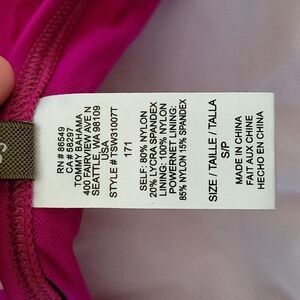 RN # 86549
CA # 58297
TOMMY BAHAMA
400 FAIRVIEW AVE N
SEATTLE, WA 98109
USA
STYLE # TSW31007T
171
SELF: 80% NYLON
20% LYCRA SPANDEX
LINING: 100% NYLON
POWERNET LINING:
85% NYLON 15% SPANDEX
SIZE / TAILLE / TALLA
S/P
MADE IN CHINA
FAIT AUX CHINE
HECHO EN CHINA